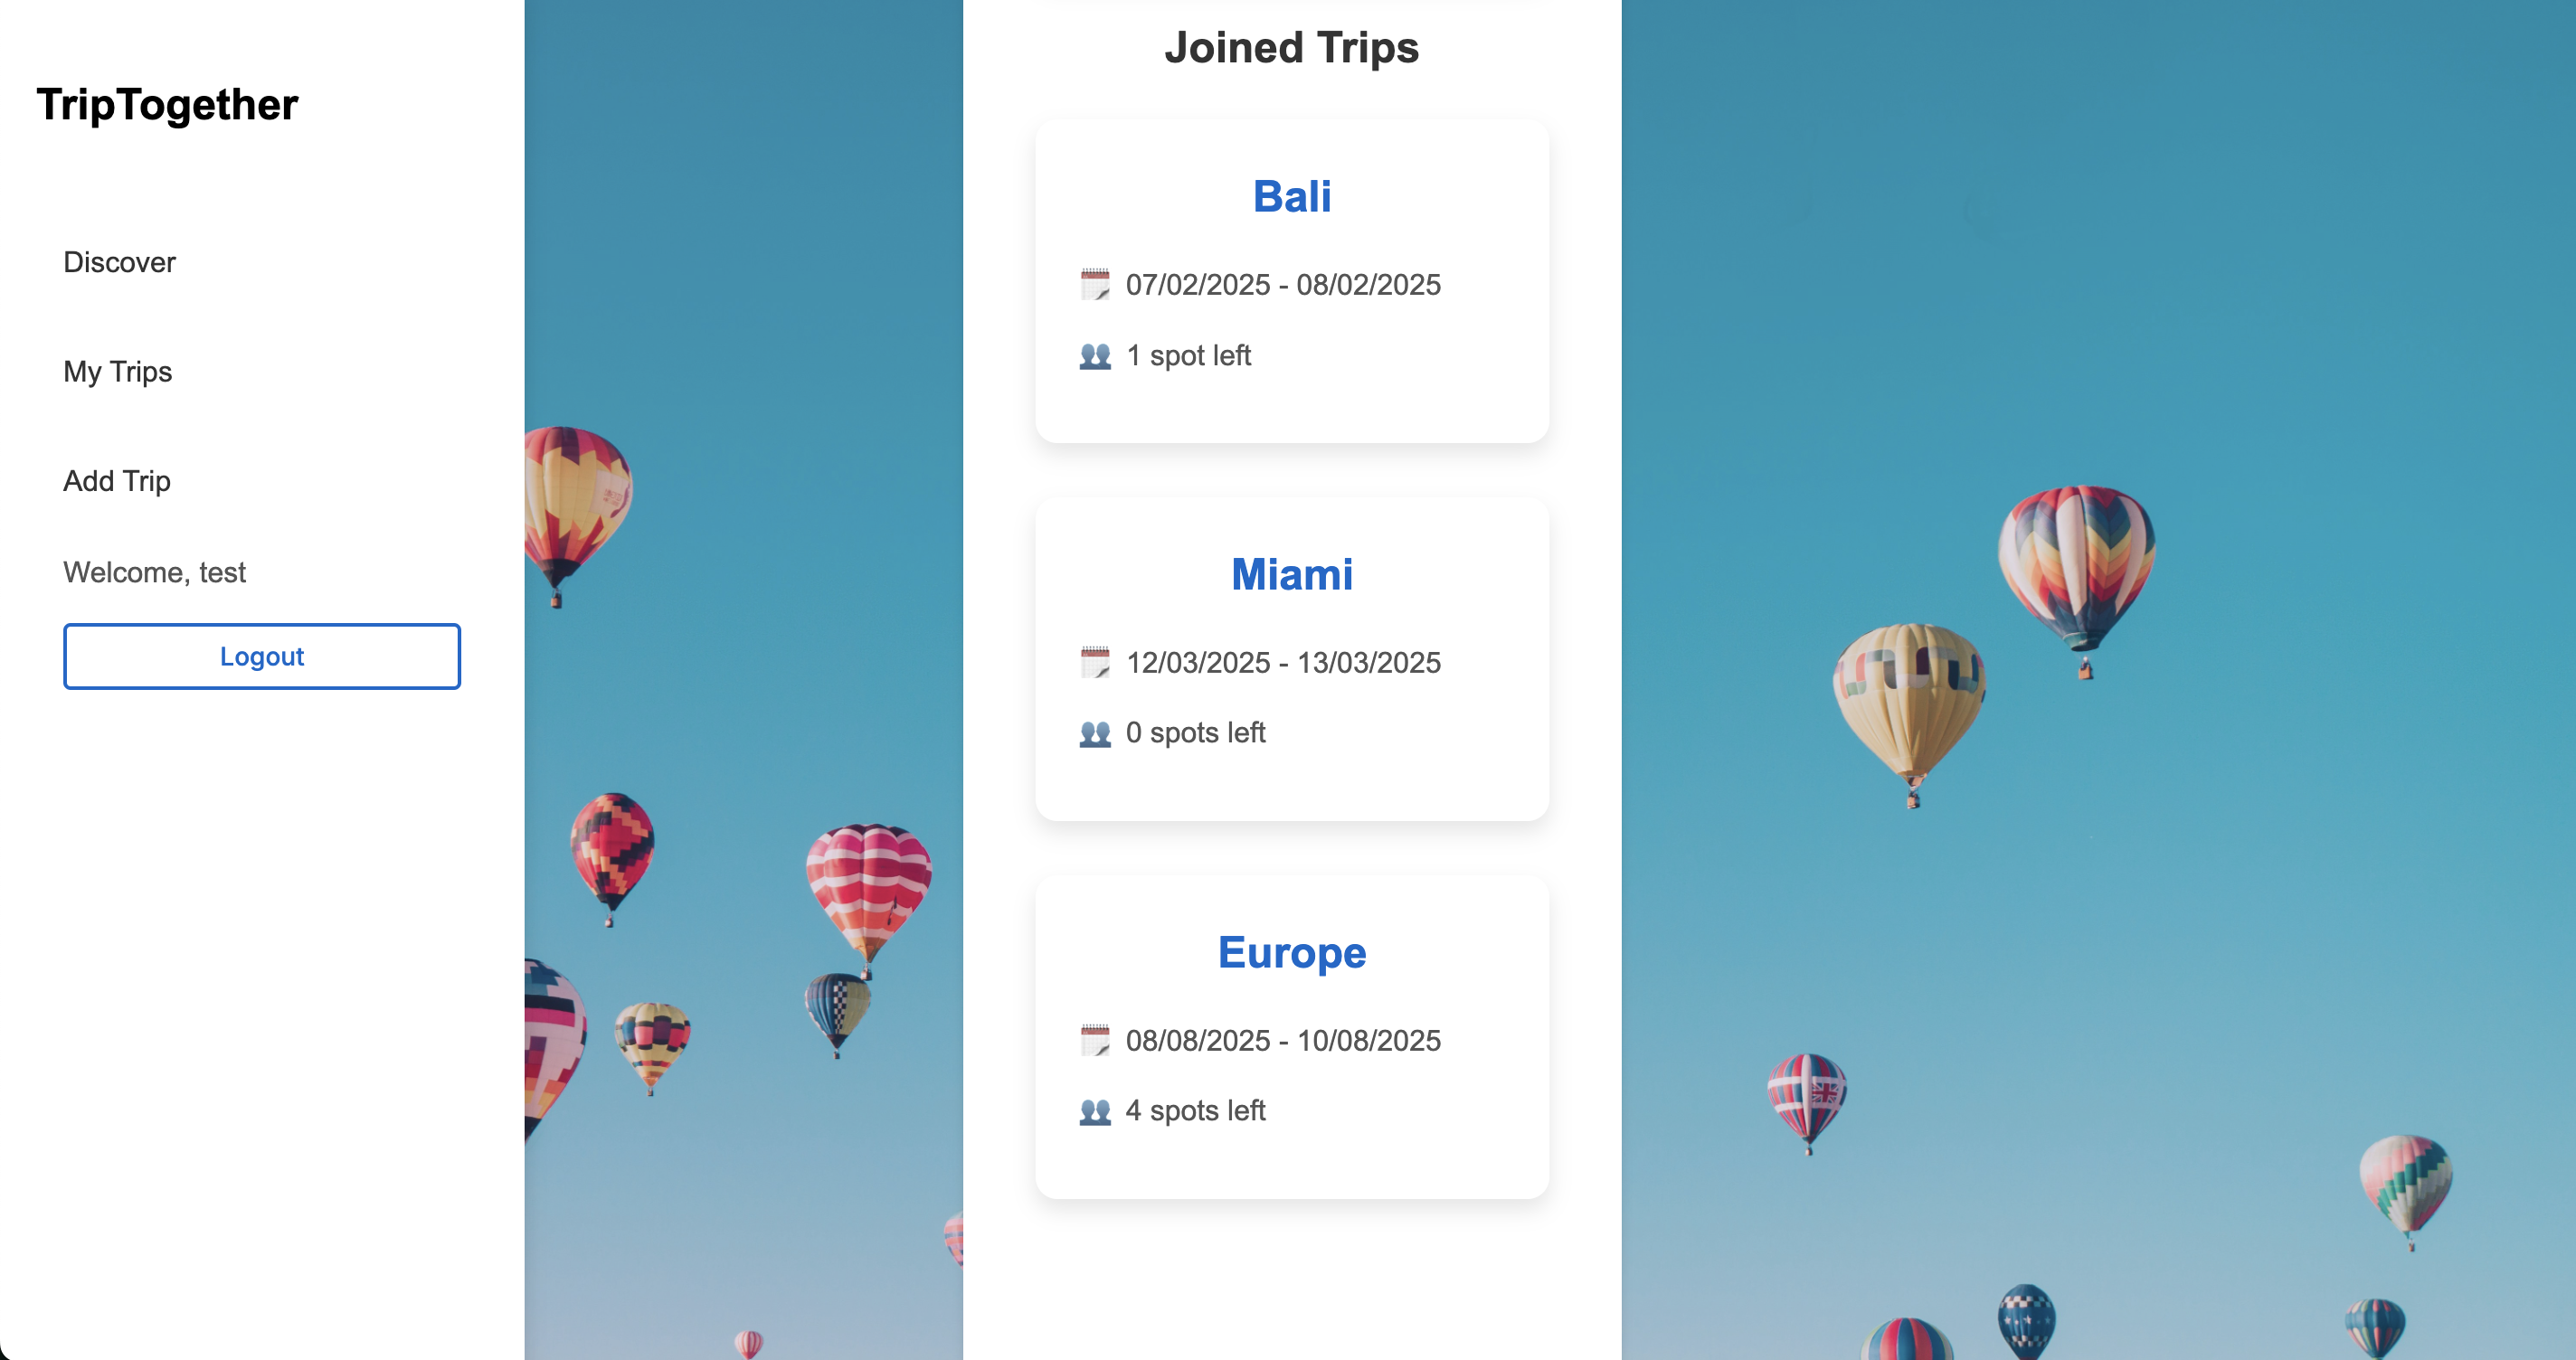 TripTogether
Discover
My Trips
Add Trip
Welcome, test
Logout
Joined Trips
Bali
07/02/2025 - 08/02/2025
1 spot left
Miami
12/03/2025 - 13/03/2025
0 spots left
Europe
08/08/2025 - 10/08/2025
4 spots left